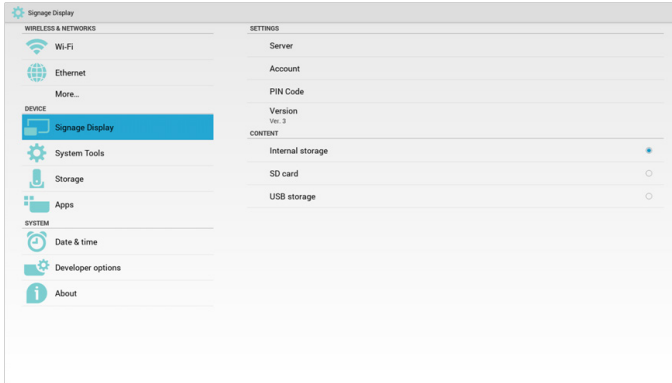 Signage Display
WIRELESS & NETWORKS
Wi-Fi
Ethernet
More...
DEVICE
Signage Display
System Tools
Storage
Apps
SYSTEM
Date & time
Developer options
About
SETTINGS
Server
Account
PIN Code
Version
Ver. 3
CONTENT
Internal storage
SD card
USB storage